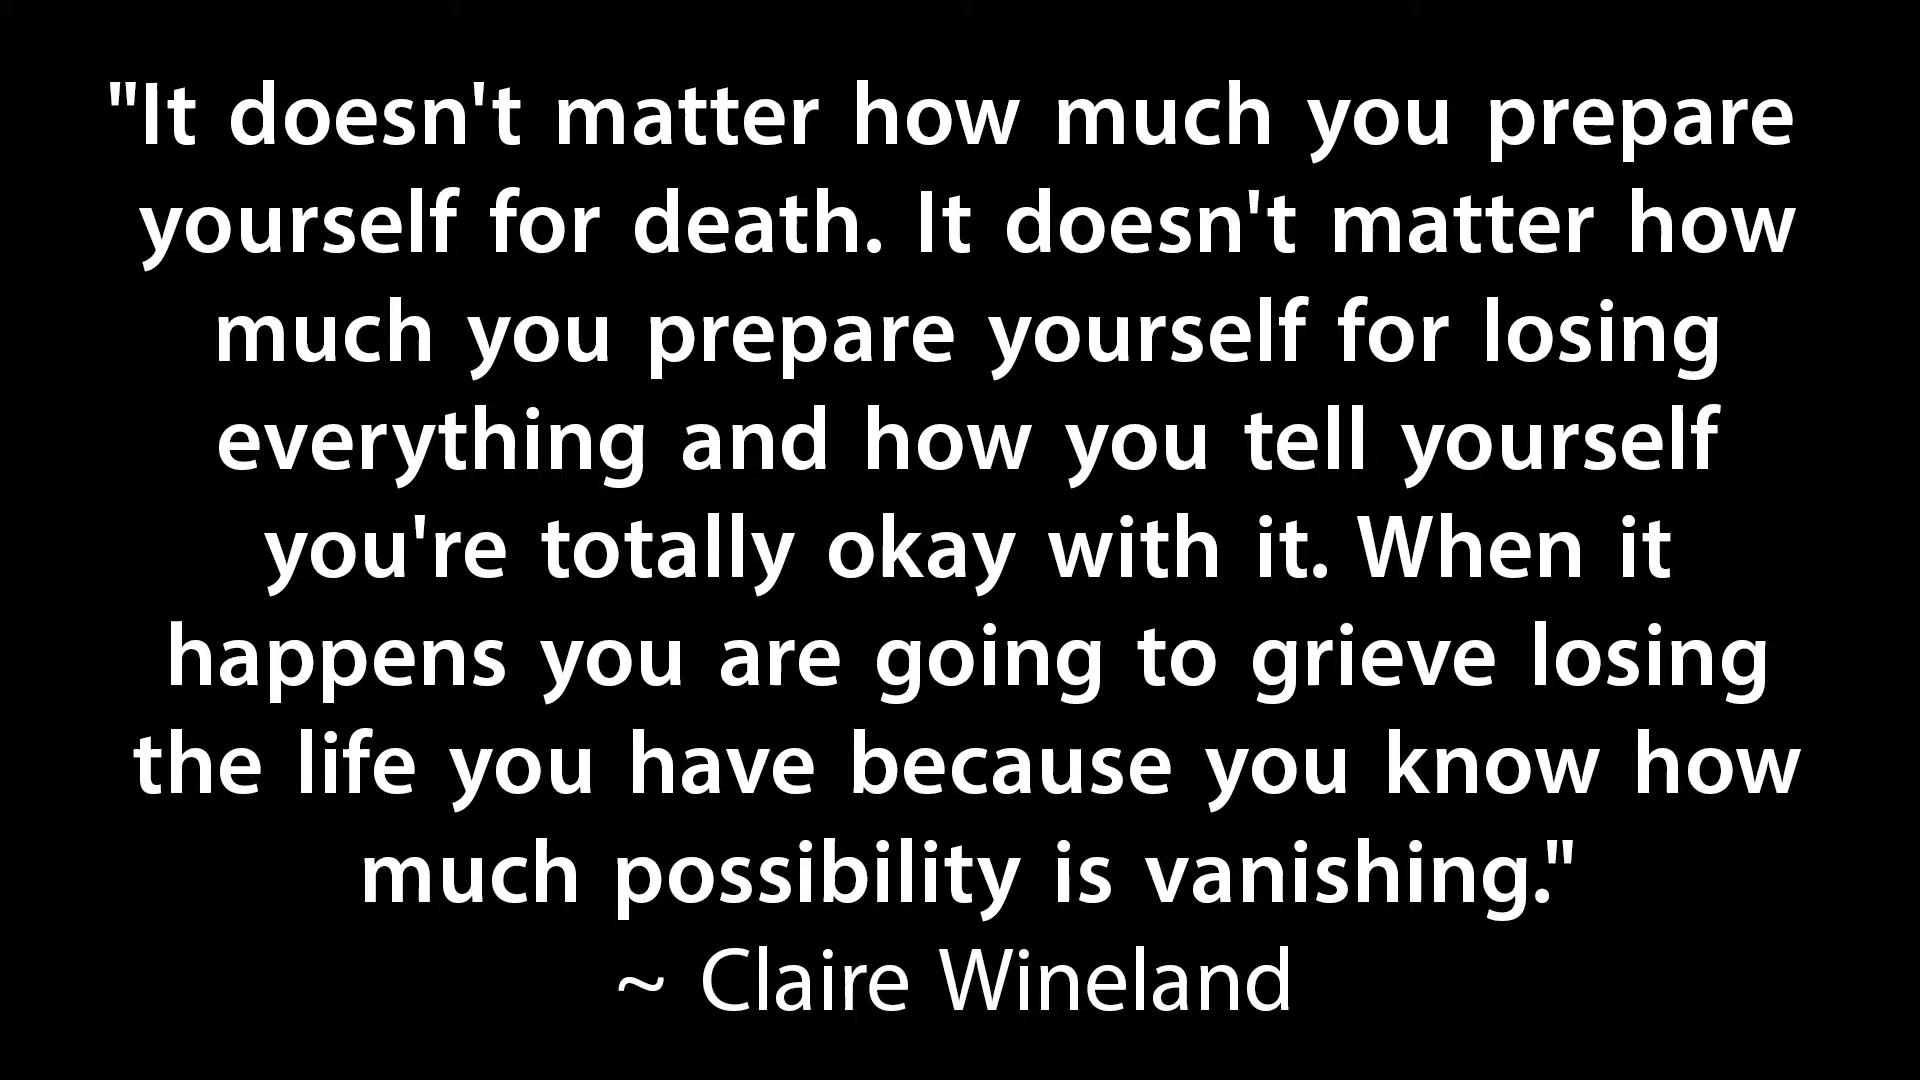 "It doesn't matter how much you prepare
yourself for death. It doesn't matter how
much you prepare yourself for losing
everything and how you tell yourself
you're totally okay with it. When it
happens you are going to grieve losing
the life you have because you know how
much possibility is vanishing."
~ Claire Wineland